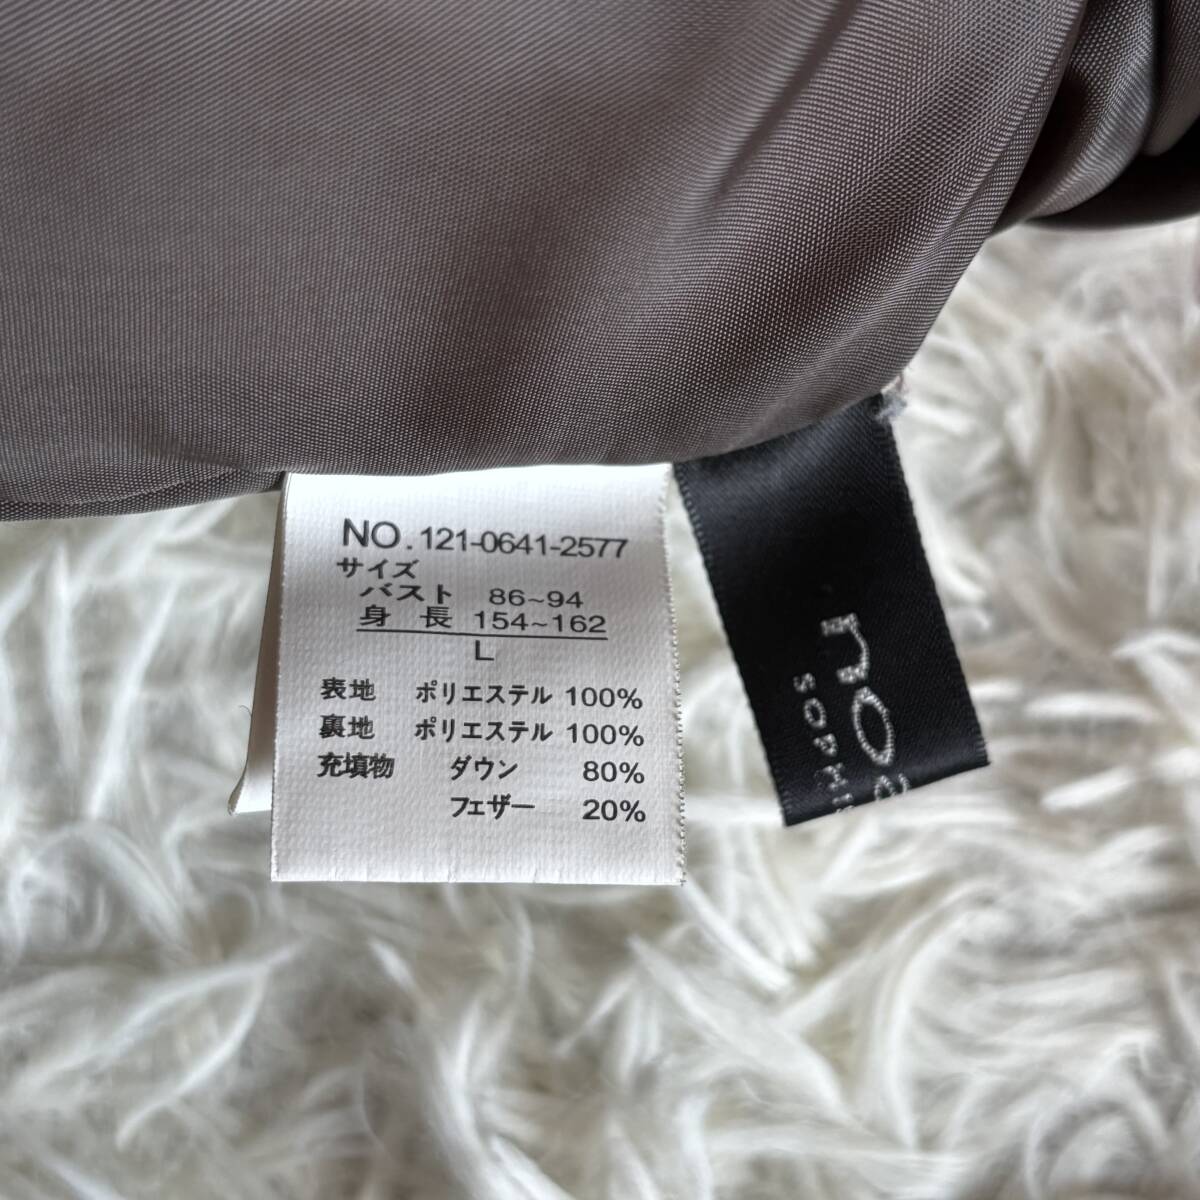 NO. 121-0641-2577
サイズ
バスト 86~94
身 長 154~162
L
表地 ポリエステル 100%
裏地 ポリエステル 100%
充填物 ダウン 80%
フェザー 20%